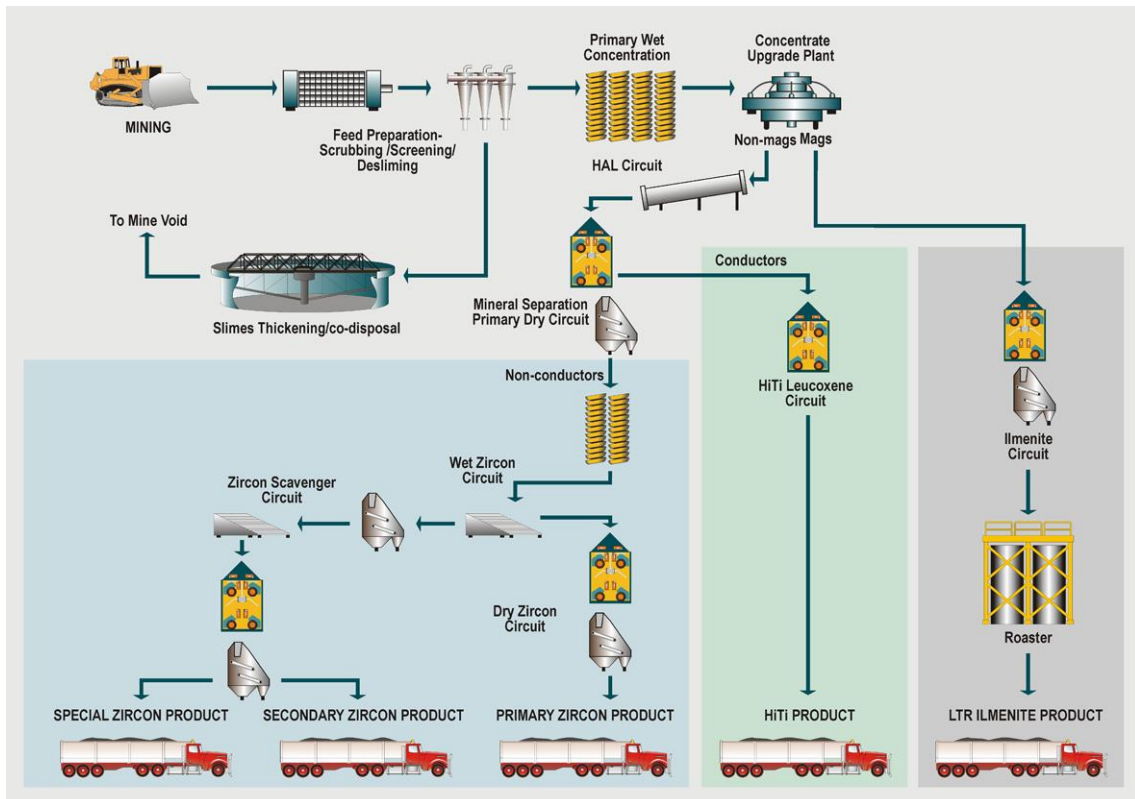 MINING
Feed Preparation-
Scrubbing /Screening/
Desliming
Primary Wet
Concentration
Concentrate
Upgrade Plant
Non-mags Mags
HAL Circuit
To Mine Void
Slimes Thickening/co-disposal
Mineral Separation
Primary Dry Circuit
Conductors
Non-conductors
HiTi Leucoxene
Circuit
Ilmenite
Circuit
Wet Zircon
Circuit
Zircon Scavenger
Circuit
Dry Zircon
Circuit
Roaster
SPECIAL ZIRCON PRODUCT
SECONDARY ZIRCON PRODUCT
PRIMARY ZIRCON PRODUCT
HiTi PRODUCT
LTR ILMENITE PRODUCT